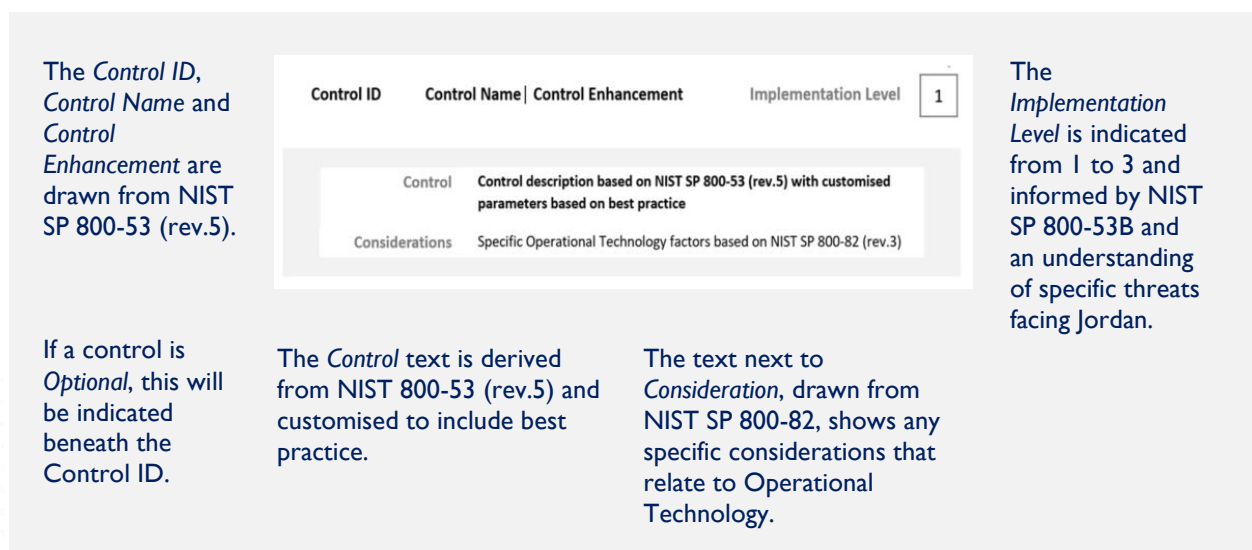 The Control ID,
Control Name and
Control
Enhancement are
drawn from NIST
SP 800-53 (rev.5).
Control ID Control Name| Control Enhancement Implementation Level 1
Control Control description based on NIST SP 800-53 (rev.5) with customised
parameters based on best practice
Considerations Specific Operational Technology factors based on NIST SP 800-82 (rev.3)
The
Implementation
Level is indicated
from 1 to 3 and
informed by NIST
SP 800-53B and
an understanding
of specific threats
facing Jordan.
If a control is
Optional, this will
be indicated
beneath the
Control ID.
The Control text is derived
from NIST 800-53 (rev.5) and
customised to include best
practice.
The text next to
Consideration, drawn from
NIST SP 800-82, shows any
specific considerations that
relate to Operational
Technology.